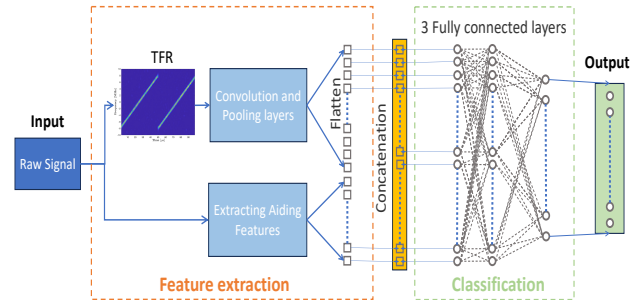 TFR
3 Fully connected layers
Output
Input
Raw Signal
Convolution and
Pooling layers
Extracting Aiding
Features
Flatten
Concatenation
Feature extraction
Classification